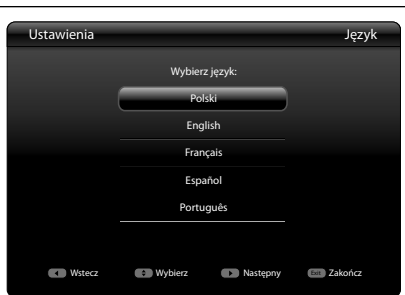 Ustawienia Język
Wybierz język:
Polski
English
Français
Español
Português
Wstecz Wybierz Następny Exit Zakończ